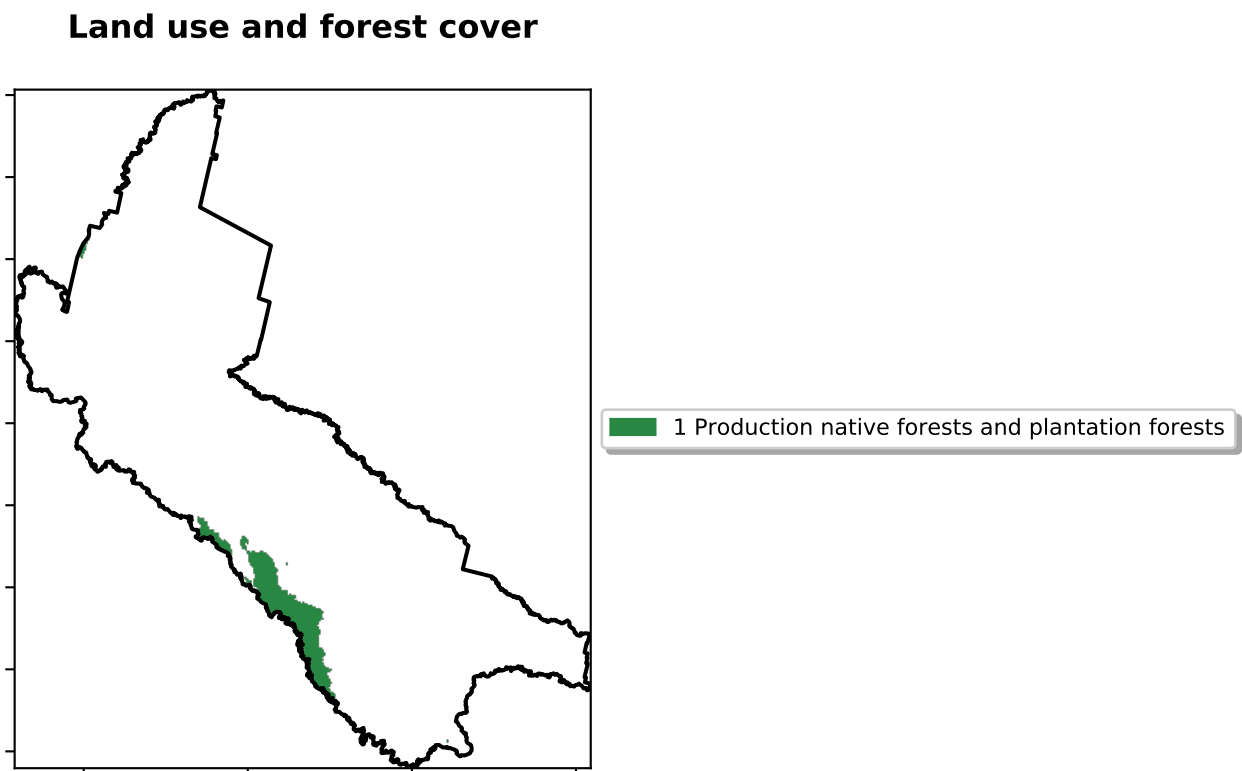 Land use and forest cover
1 Production native forests and plantation forests